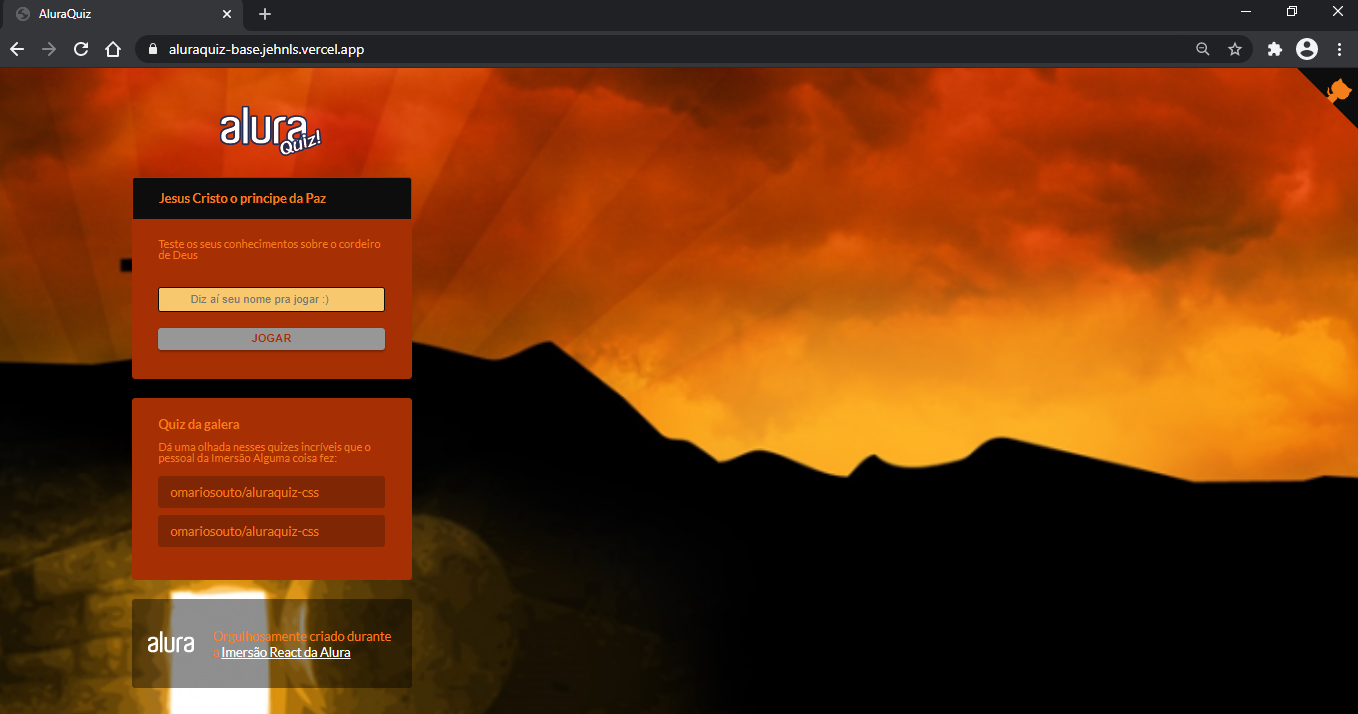 AluraQuiz
aluraquiz-base.jehnls.vercel.app
alura
Quiz!
Jesus Cristo o principe da Paz
Teste os seus conhecimentos sobre o cordeiro
de Deus
Diz aí seu nome pra jogar :)
JOGAR
Quiz da galera
Dá uma olhada nesses quizes incríveis que o
pessoal da Imersão Alguma coisa fez:
omariosouto/aluraquiz-css
omariosouto/aluraquiz-css
alura
Orgulhosamente criado durante
a Imersão React da Alura